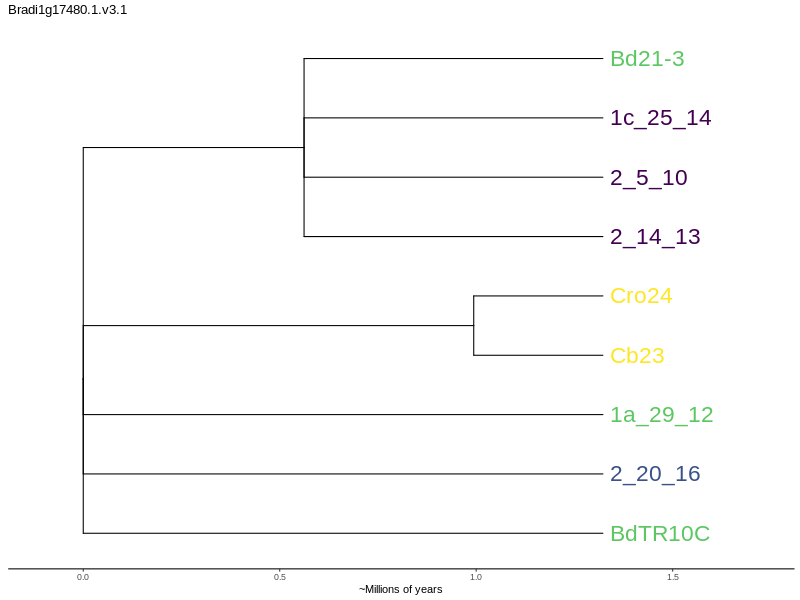 Bradi1g17480.1.v3.1
Bd21-3
1c_25_14
2_5_10
2_14_13
Cro24
Cb23
1a_29_12
2_20_16
BdTR10C
0.0 0.5 1.0 1.5
~Millions of years